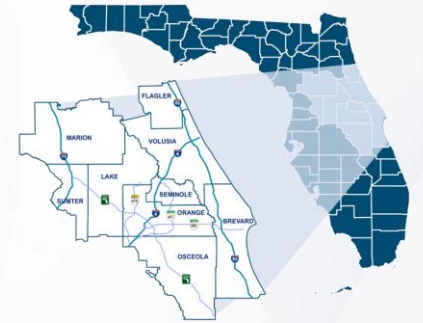 FLAGLER
MARION
VOLUSIA
LAKE
SEMINOLE
SUMTER
ORANGE
BREVARD
OSCEOLA